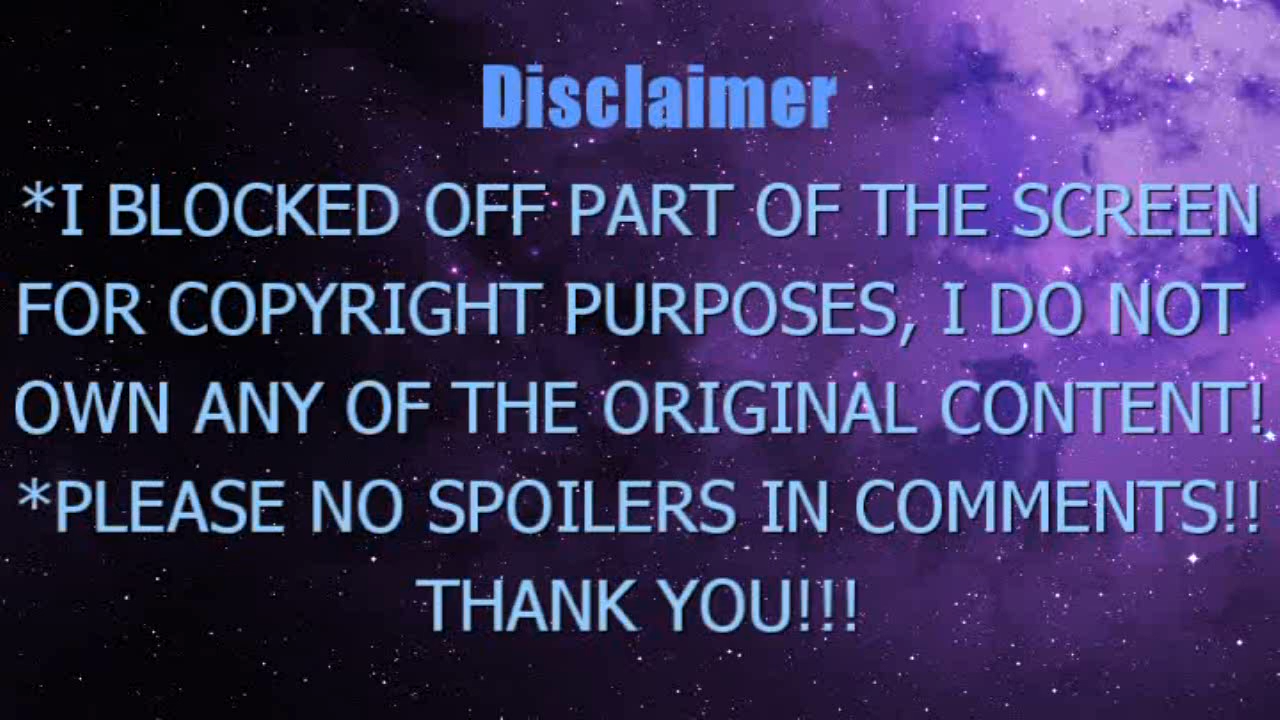 Disclaimer
*I BLOCKED OFF PART OF THE SCREEN
FOR COPYRIGHT PURPOSES, I DO NOT
OWN ANY OF THE ORIGINAL CONTENT!
*PLEASE NO SPOILERS IN COMMENTS!!
THANK YOU!!!